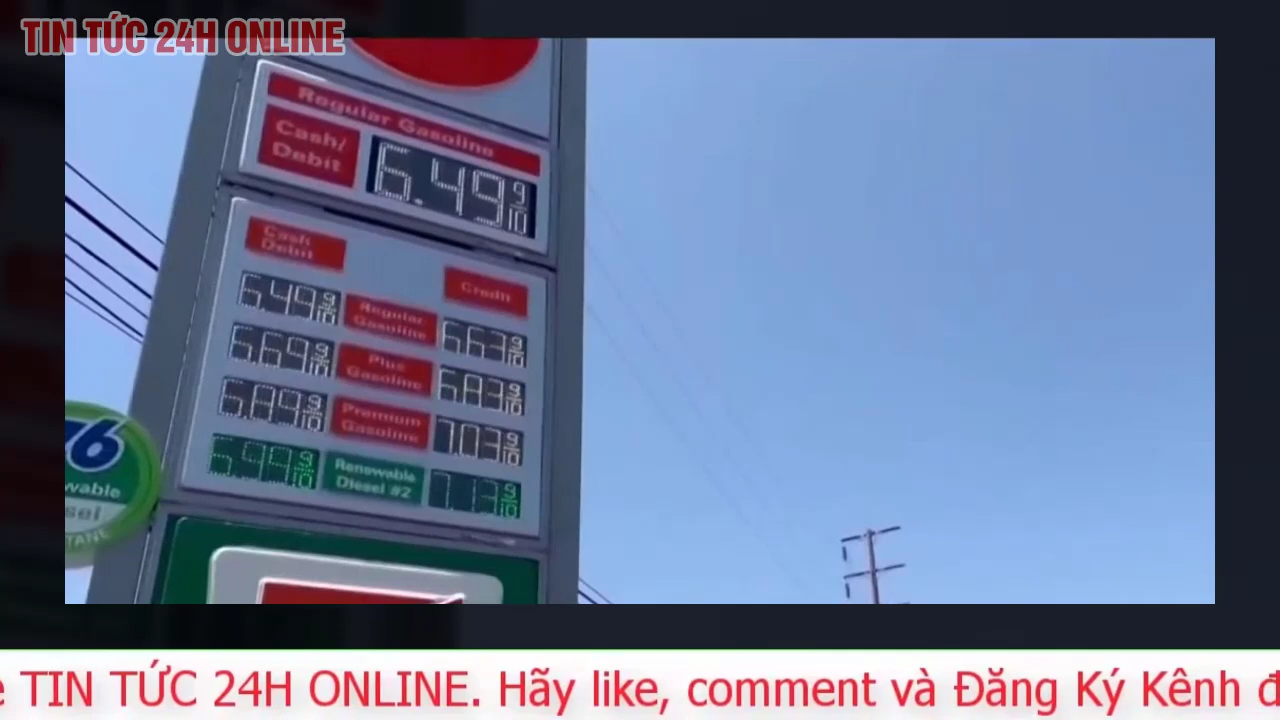 TIN TỨC 24H ONLINE
Regular Gasoline
Cash/
Debit
6.49 9/10
Cash
Debit
Credit
6.49 9/10
Regular
Gasoline
6.63 9/10
6.69 9/10
Plus
Gasoline
6.83 9/10
6.89 9/10
Premium
Gasoline
7.03 9/10
6.99 9/10
Renewable
Diesel #2
7.13 9/10
76
wable
sel
TIN TỨC 24H ONLINE. Hãy like, comment và Đăng Ký Kênh đ